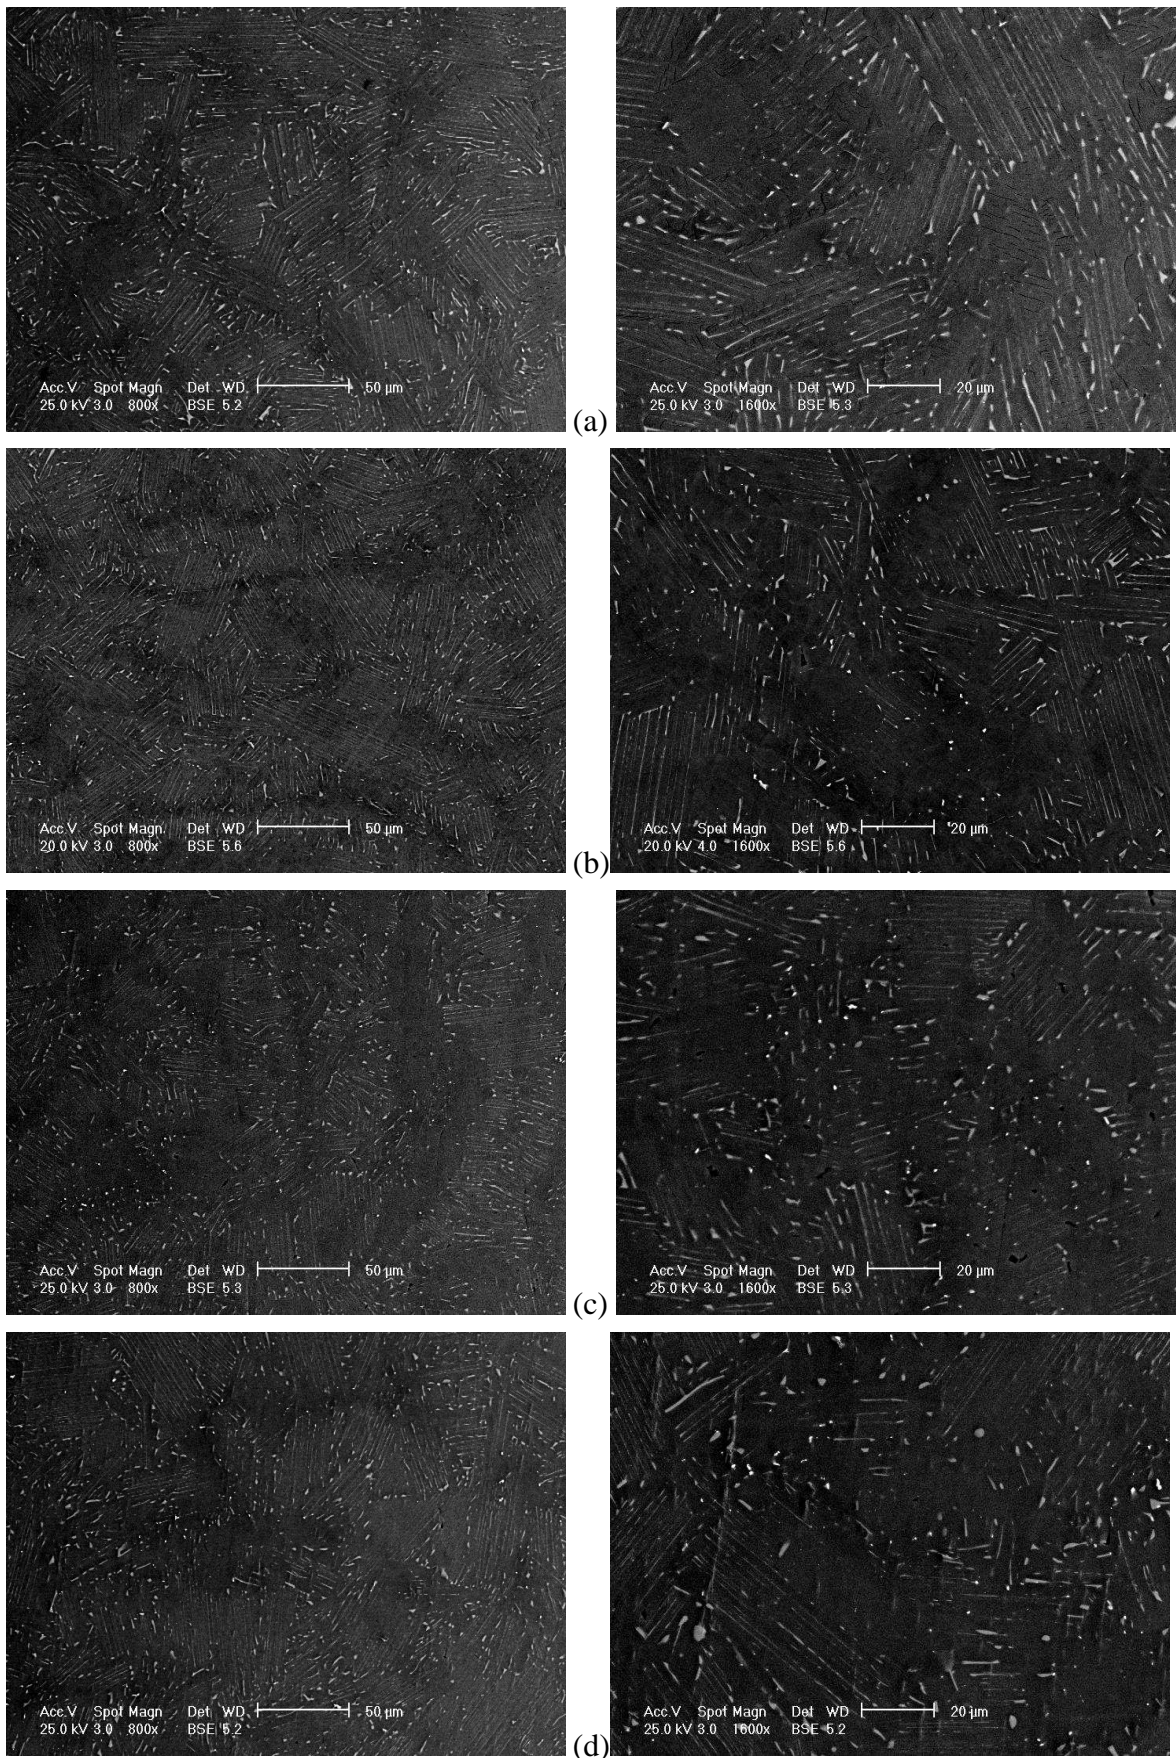 Acc.V Spot Magn Det WD 50 µm
25.0 kV 3.0 800x BSE 5.2
Acc.V Spot Magn Det WD 20 µm
25.0 kV 3.0 1600x BSE 5.3
(a)
Acc.V Spot Magn Det WD 50 µm
20.0 kV 3.0 800x BSE 5.6
Acc.V Spot Magn Det WD 20 µm
20.0 kV 4.0 1600x BSE 5.6
(b)
Acc.V Spot Magn Det WD 50 µm
25.0 kV 3.0 800x BSE 5.3
Acc.V Spot Magn Det WD 20 µm
25.0 kV 3.0 1600x BSE 5.3
(c)
Acc.V Spot Magn Det WD 50 µm
25.0 kV 3.0 800x BSE 5.2
Acc.V Spot Magn Det WD 20 µm
25.0 kV 3.0 1600x BSE 5.2
(d)